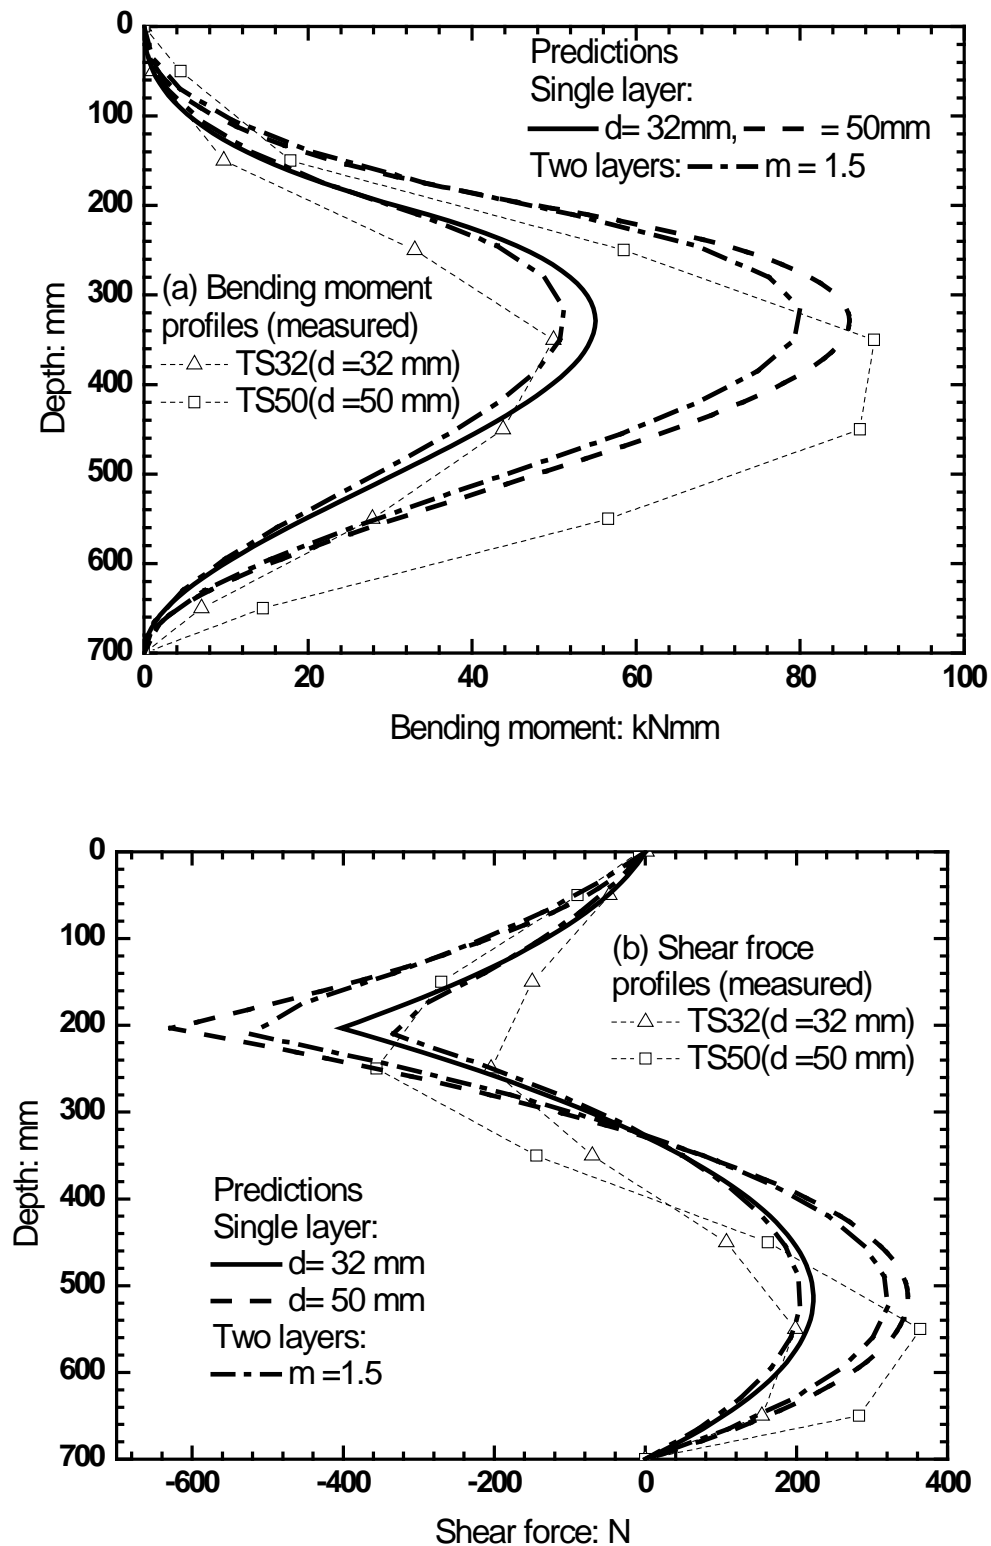 0
100
200
300
400
500
600
700
Depth: mm
Predictions
Single layer:
d= 32mm, = 50mm
Two layers: m = 1.5
(a) Bending moment
profiles (measured)
TS32(d =32 mm)
TS50(d =50 mm)
0 20 40 60 80 100
Bending moment: kNmm
0
100
200
300
400
500
600
700
Depth: mm
(b) Shear froce
profiles (measured)
TS32(d =32 mm)
TS50(d =50 mm)
Predictions
Single layer:
d= 32 mm
d= 50 mm
Two layers:
m =1.5
-600 -400 -200 0 200 400
Shear force: N